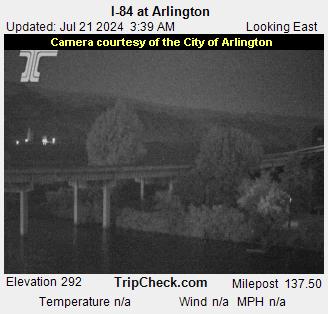 I-84 at Arlington
Updated: Jul 21 2024 3:39 AM Looking East
Camera courtesy of the City of Arlington
Elevation 292 TripCheck.com Milepost 137.50
Temperature n/a Wind n/a MPH n/a